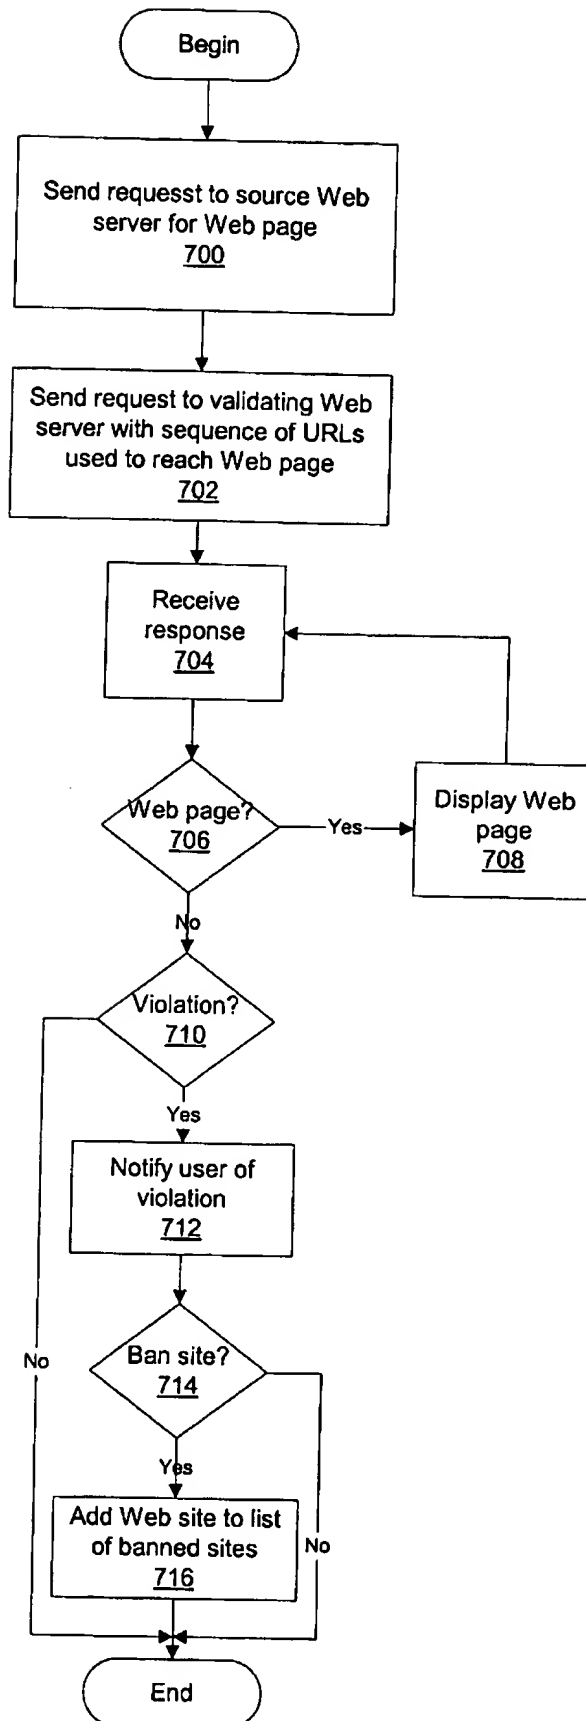 Begin
Send requesst to source Web
server for Web page
700
Send request to validating Web
server with sequence of URLs
used to reach Web page
702
Receive
response
704
Web page?
706
Yes
Display Web
page
708
No
Violation?
710
Yes
Notify user of
violation
712
No
Ban site?
714
Yes
Add Web site to list
of banned sites
716
No
End